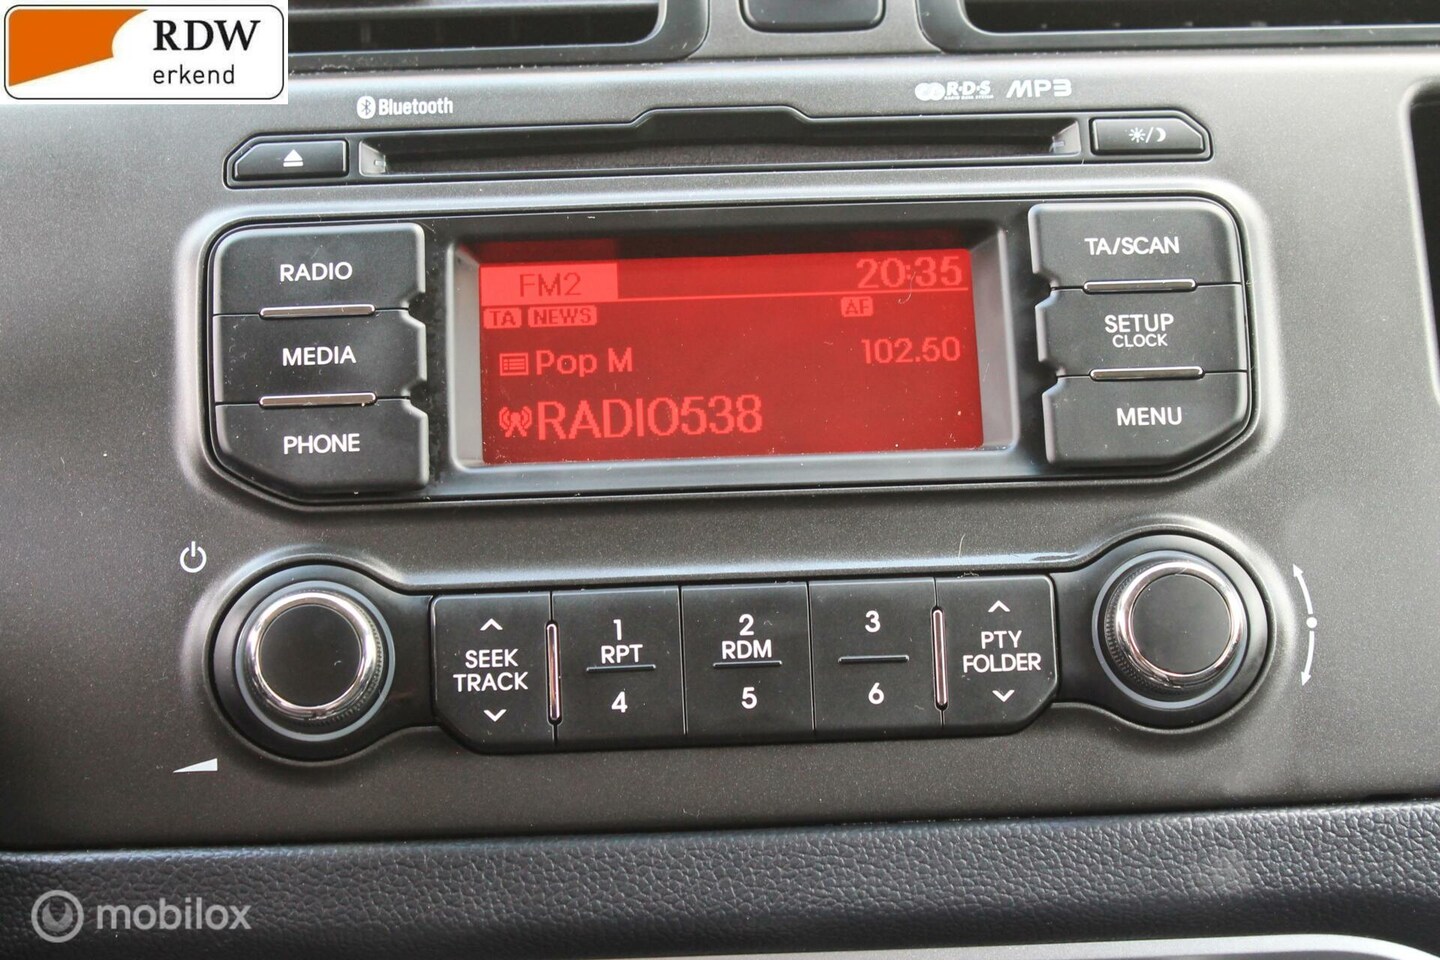 RDW
erkend
Bluetooth
R·D·S
MP3
RADIO
MEDIA
PHONE
FM2
20:35
TA NEWS
AF
Pop M
102.50
RADIO538
TA/SCAN
SETUP
CLOCK
MENU
SEEK
TRACK
1
RPT
4
2
RDM
5
3
6
PTY
FOLDER
mobilox